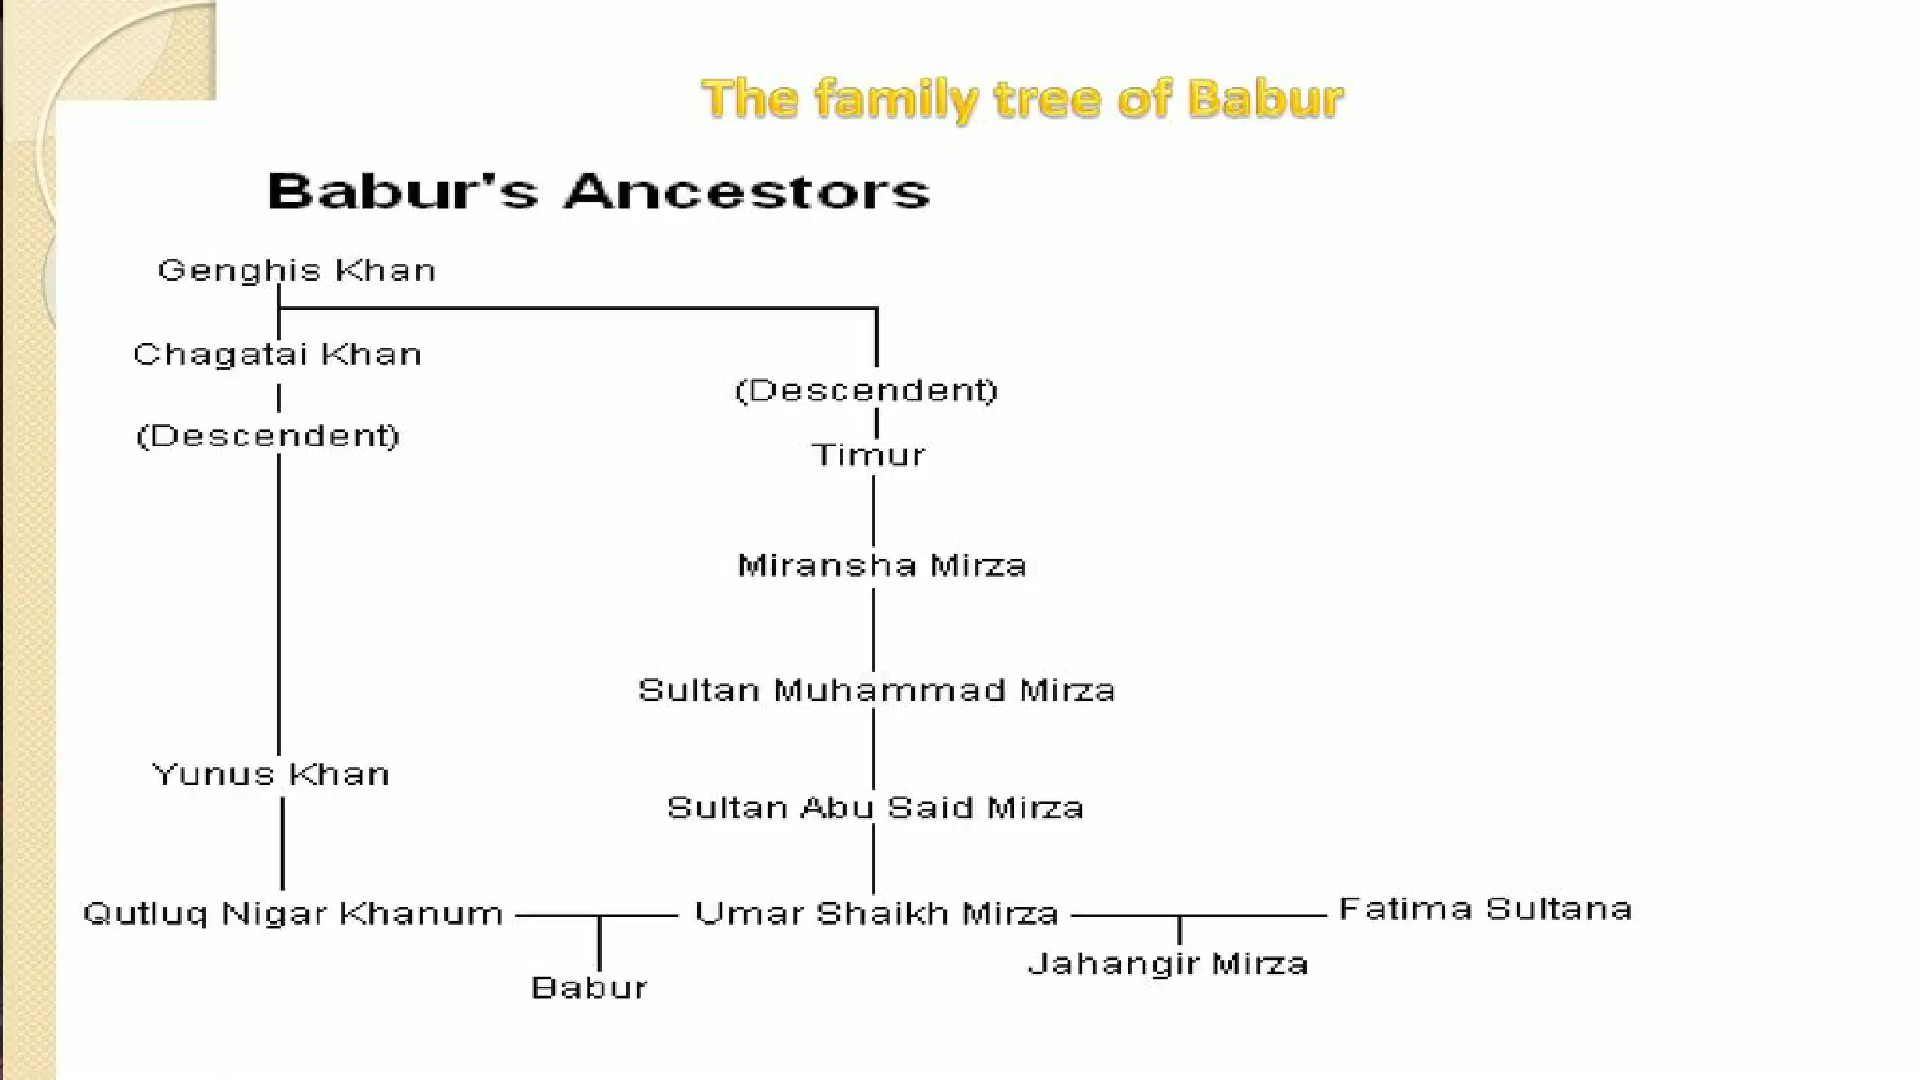 The family tree of Babur
Babur's Ancestors
Genghis Khan
Chagatai Khan
(Descendent)
(Descendent)
Timur
Miransha Mirza
Sultan Muhammad Mirza
Yunus Khan
Sultan Abu Said Mirza
Qutluq Nigar Khanum
Umar Shaikh Mirza
Fatima Sultana
Jahangir Mirza
Babur